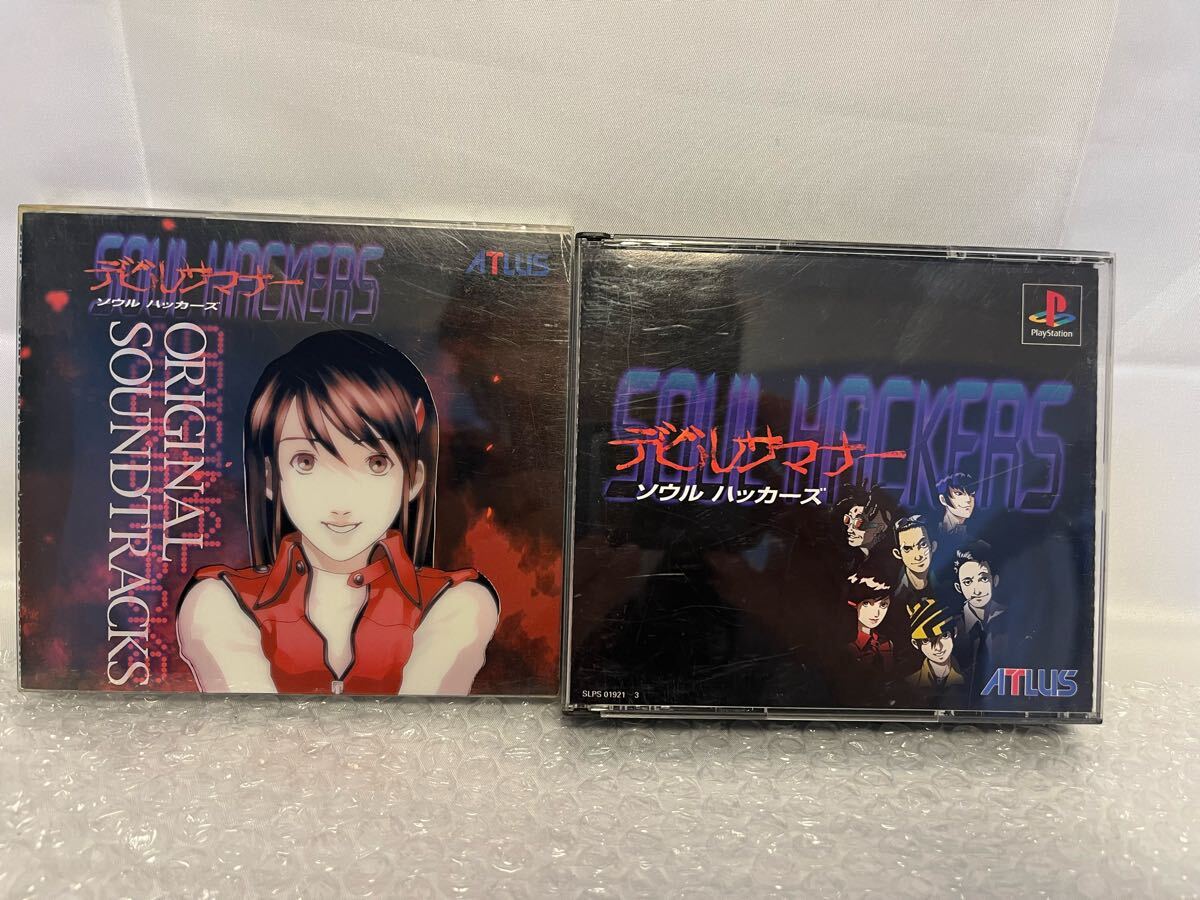 SOUL HACKERS
デビルサマナー
ソウル ハッカーズ
ATLUS
ORIGINAL
SOUNDTRACKS
PlayStation
SOUL HACKERS
デビルサマナー
ソウル ハッカーズ
SLPS 01921-3
ATLUS